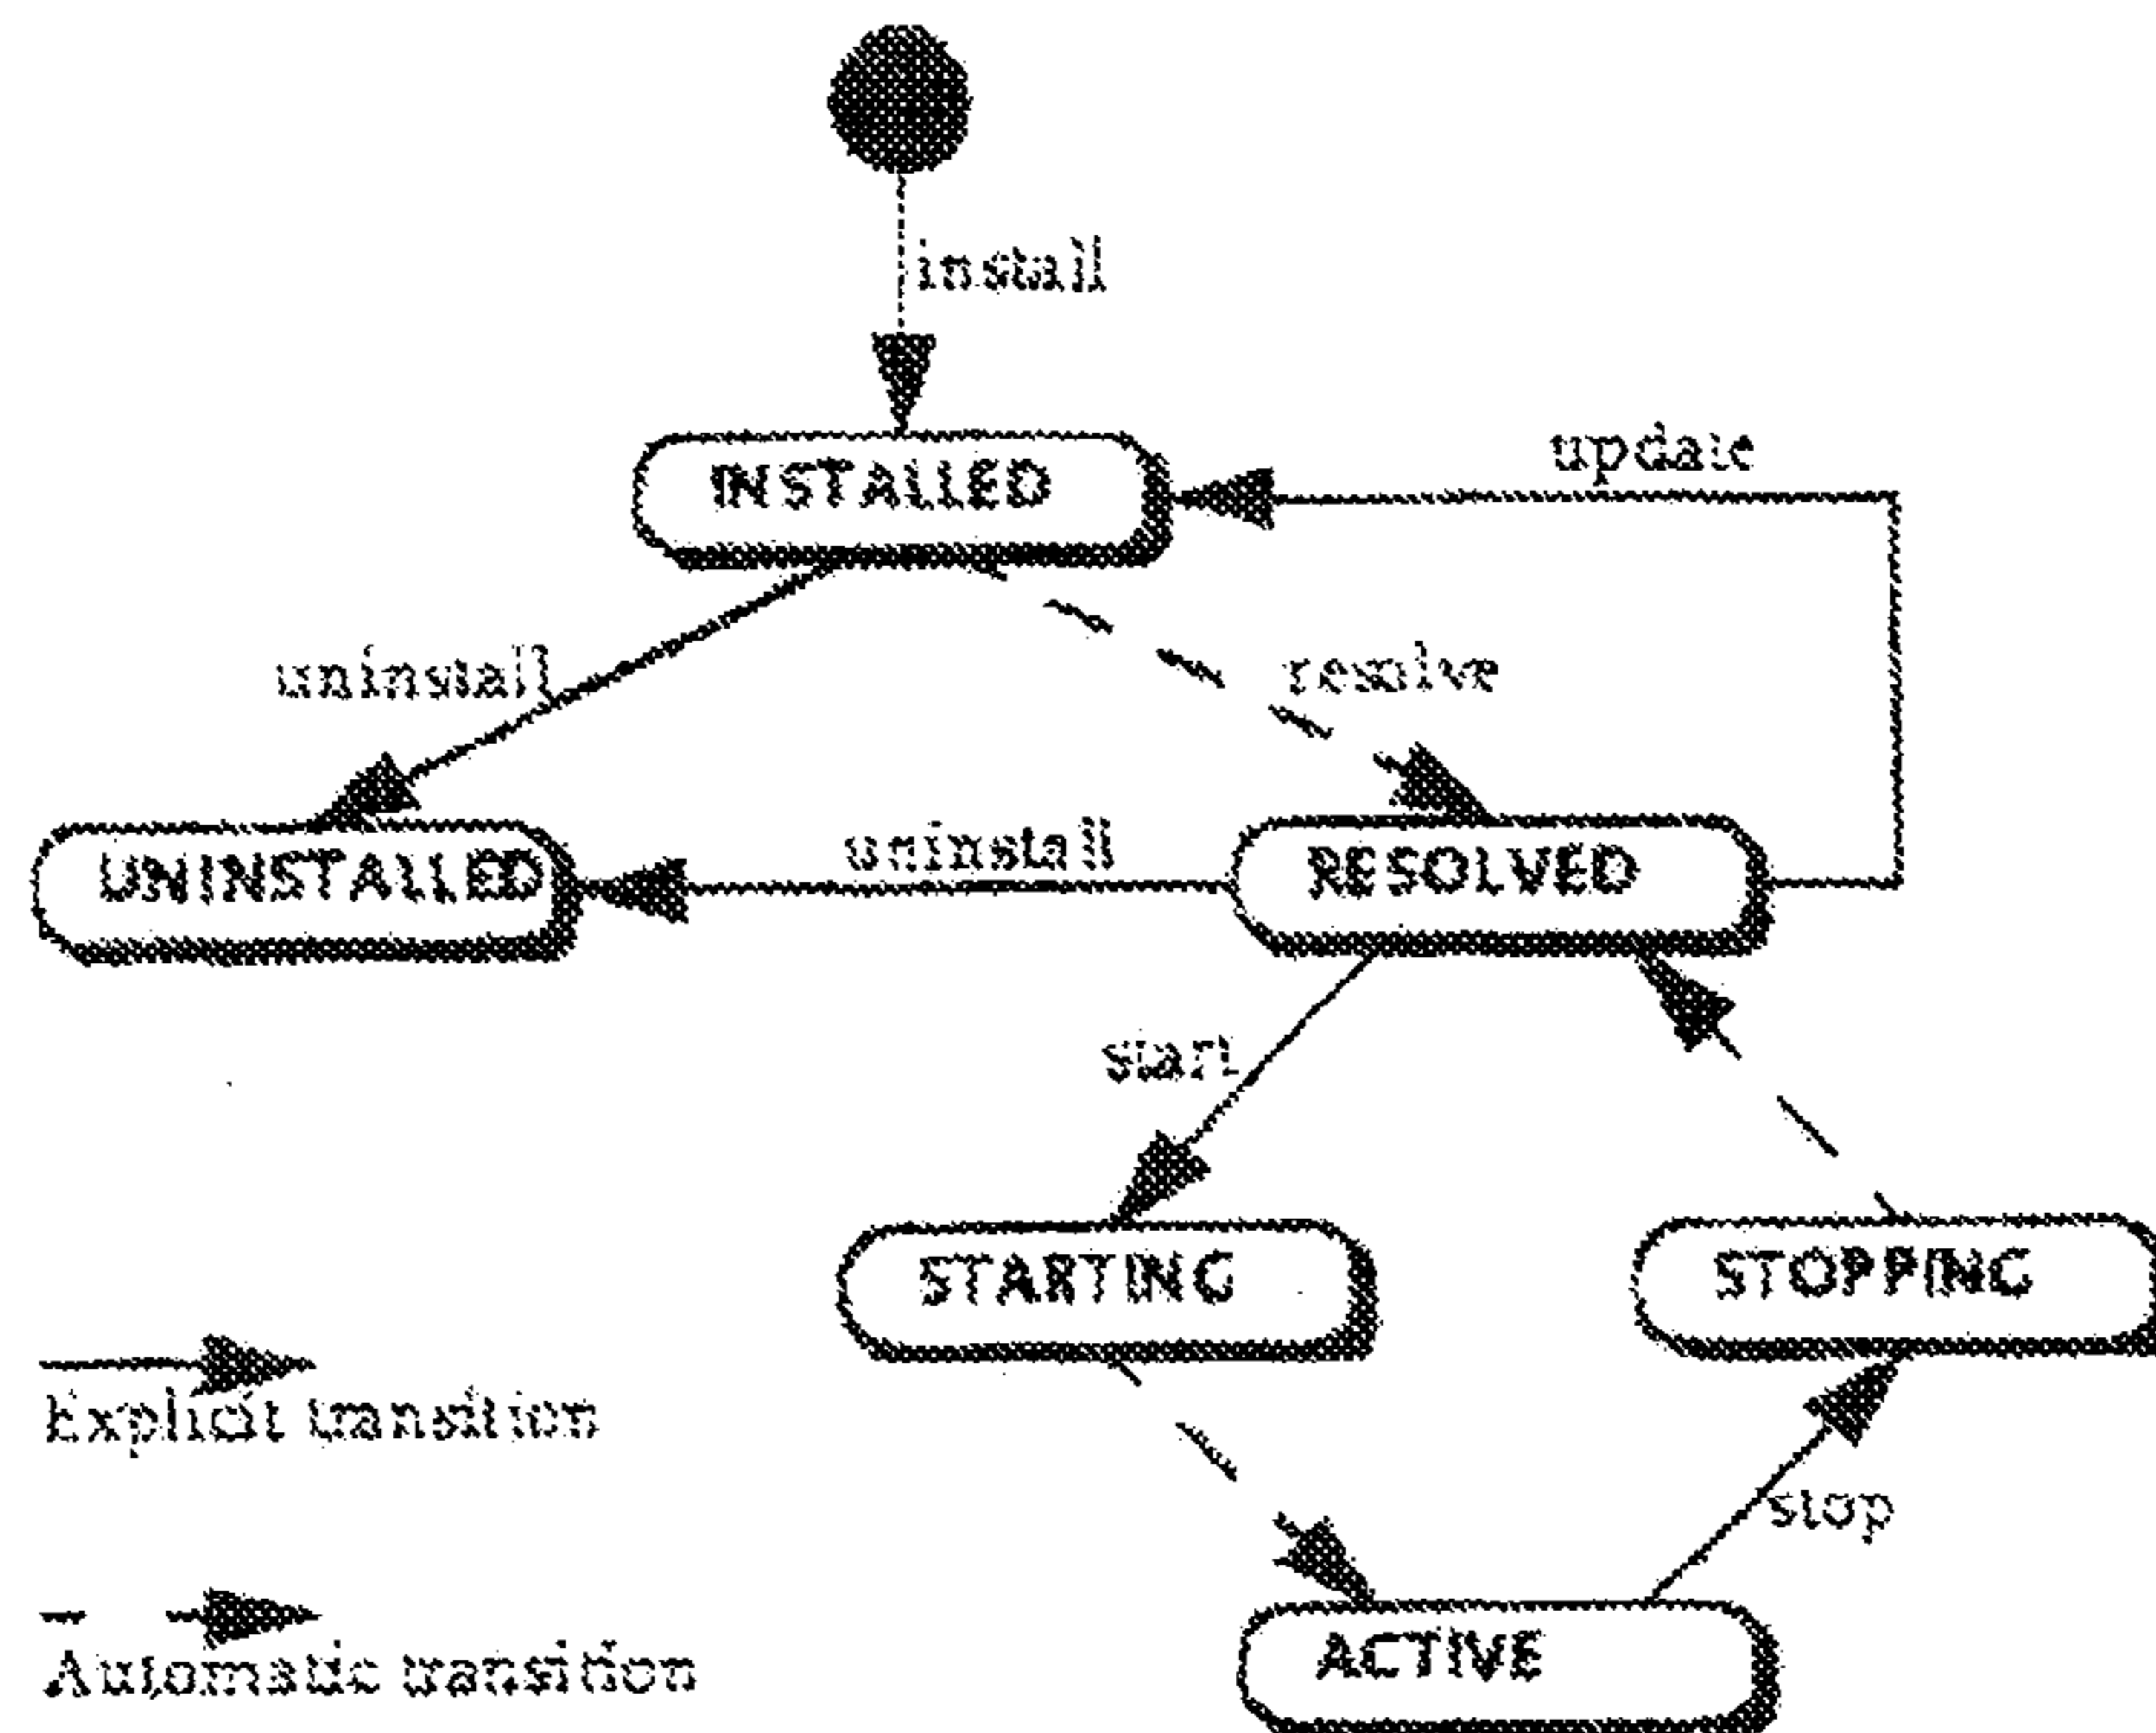 install
INSTALLED
update
uninstall
resolve
UNINSTALLED
uninstall
RESOLVED
start
STARTING
STOPPING
Explicit transition
stop
Automatic transition
ACTIVE